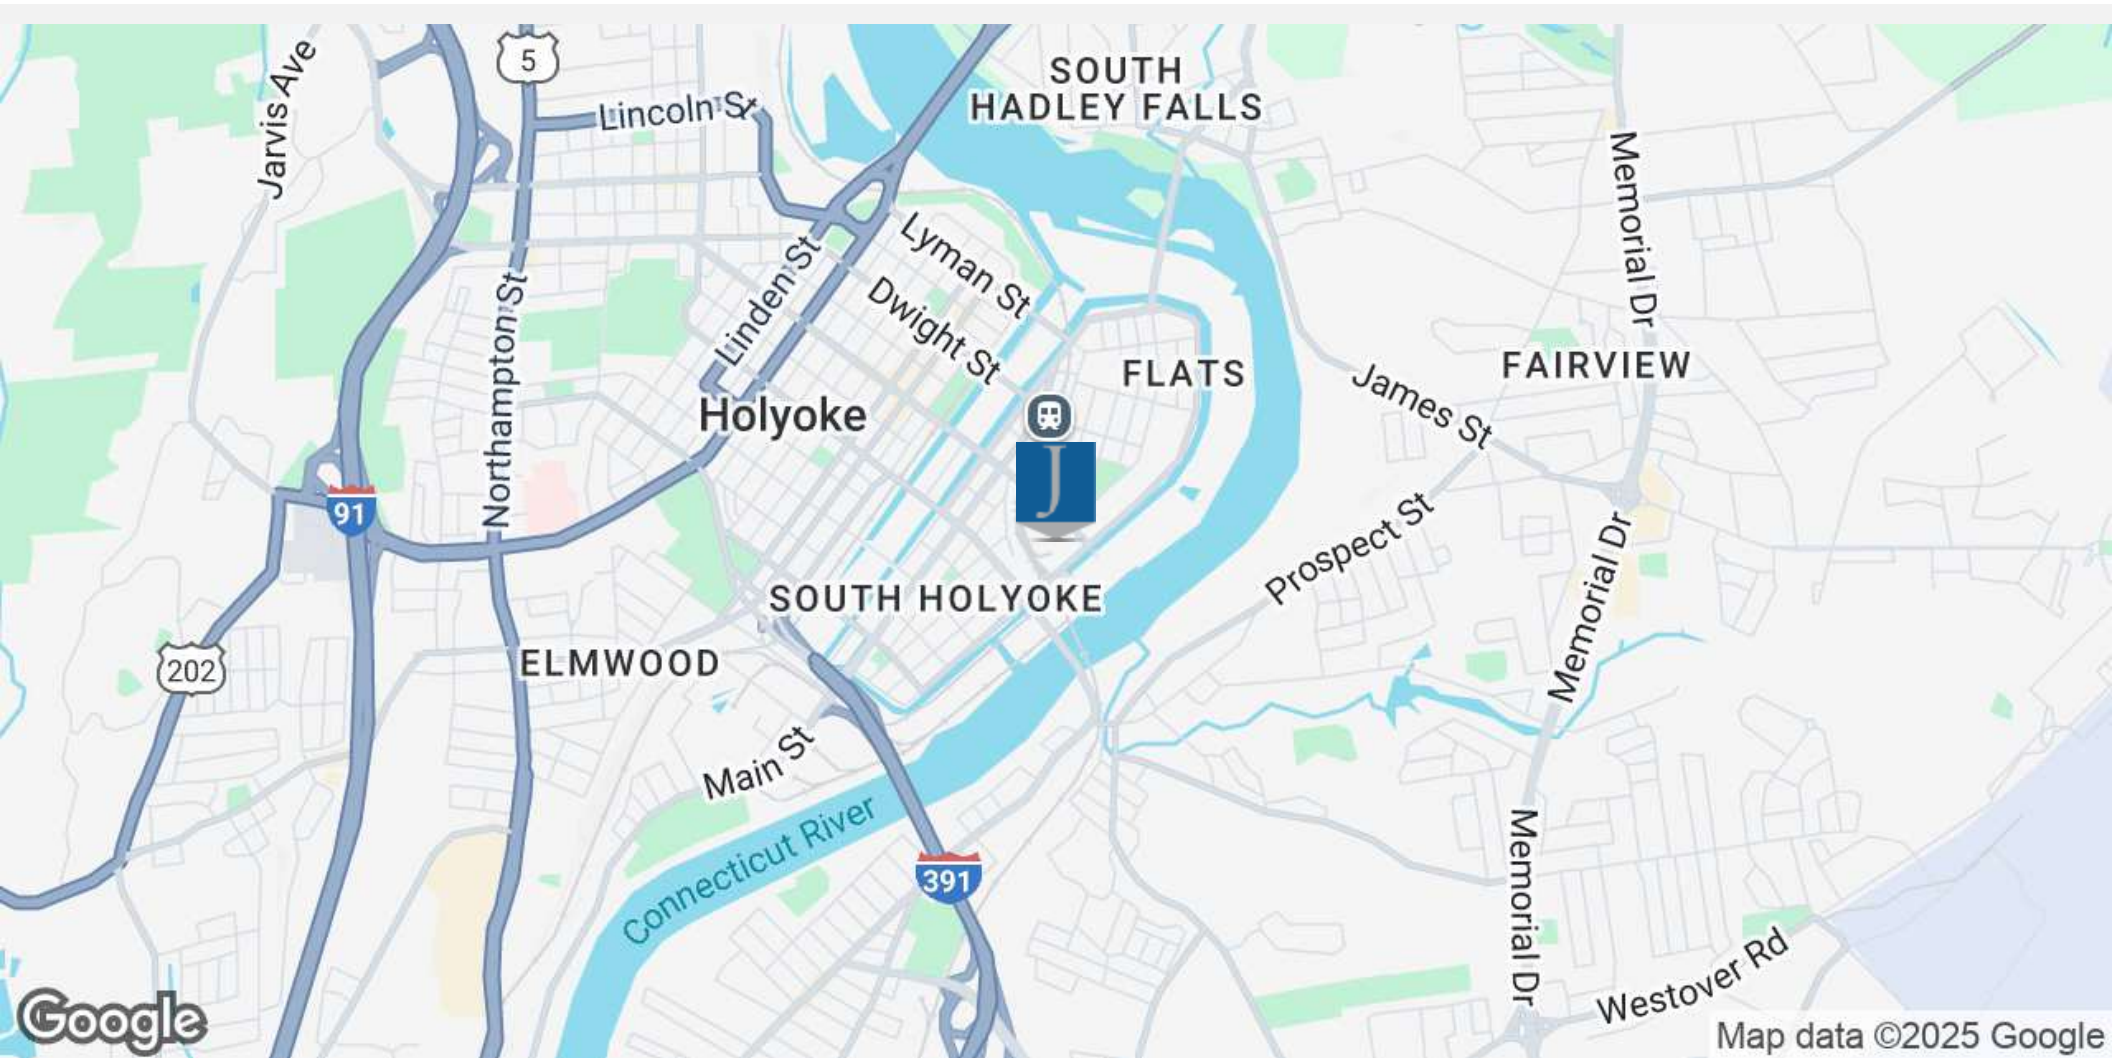 5
Jarvis Ave
Lincoln St
SOUTH
HADLEY FALLS
Memorial Dr
Lyman St
Linden St
Dwight St
Northampton St
FLATS
FAIRVIEW
James St
Holyoke
J
91
Prospect St
Memorial Dr
SOUTH HOLYOKE
202
ELMWOOD
Main St
Connecticut River
391
Memorial Dr
Westover Rd
Google
Map data ©2025 Google